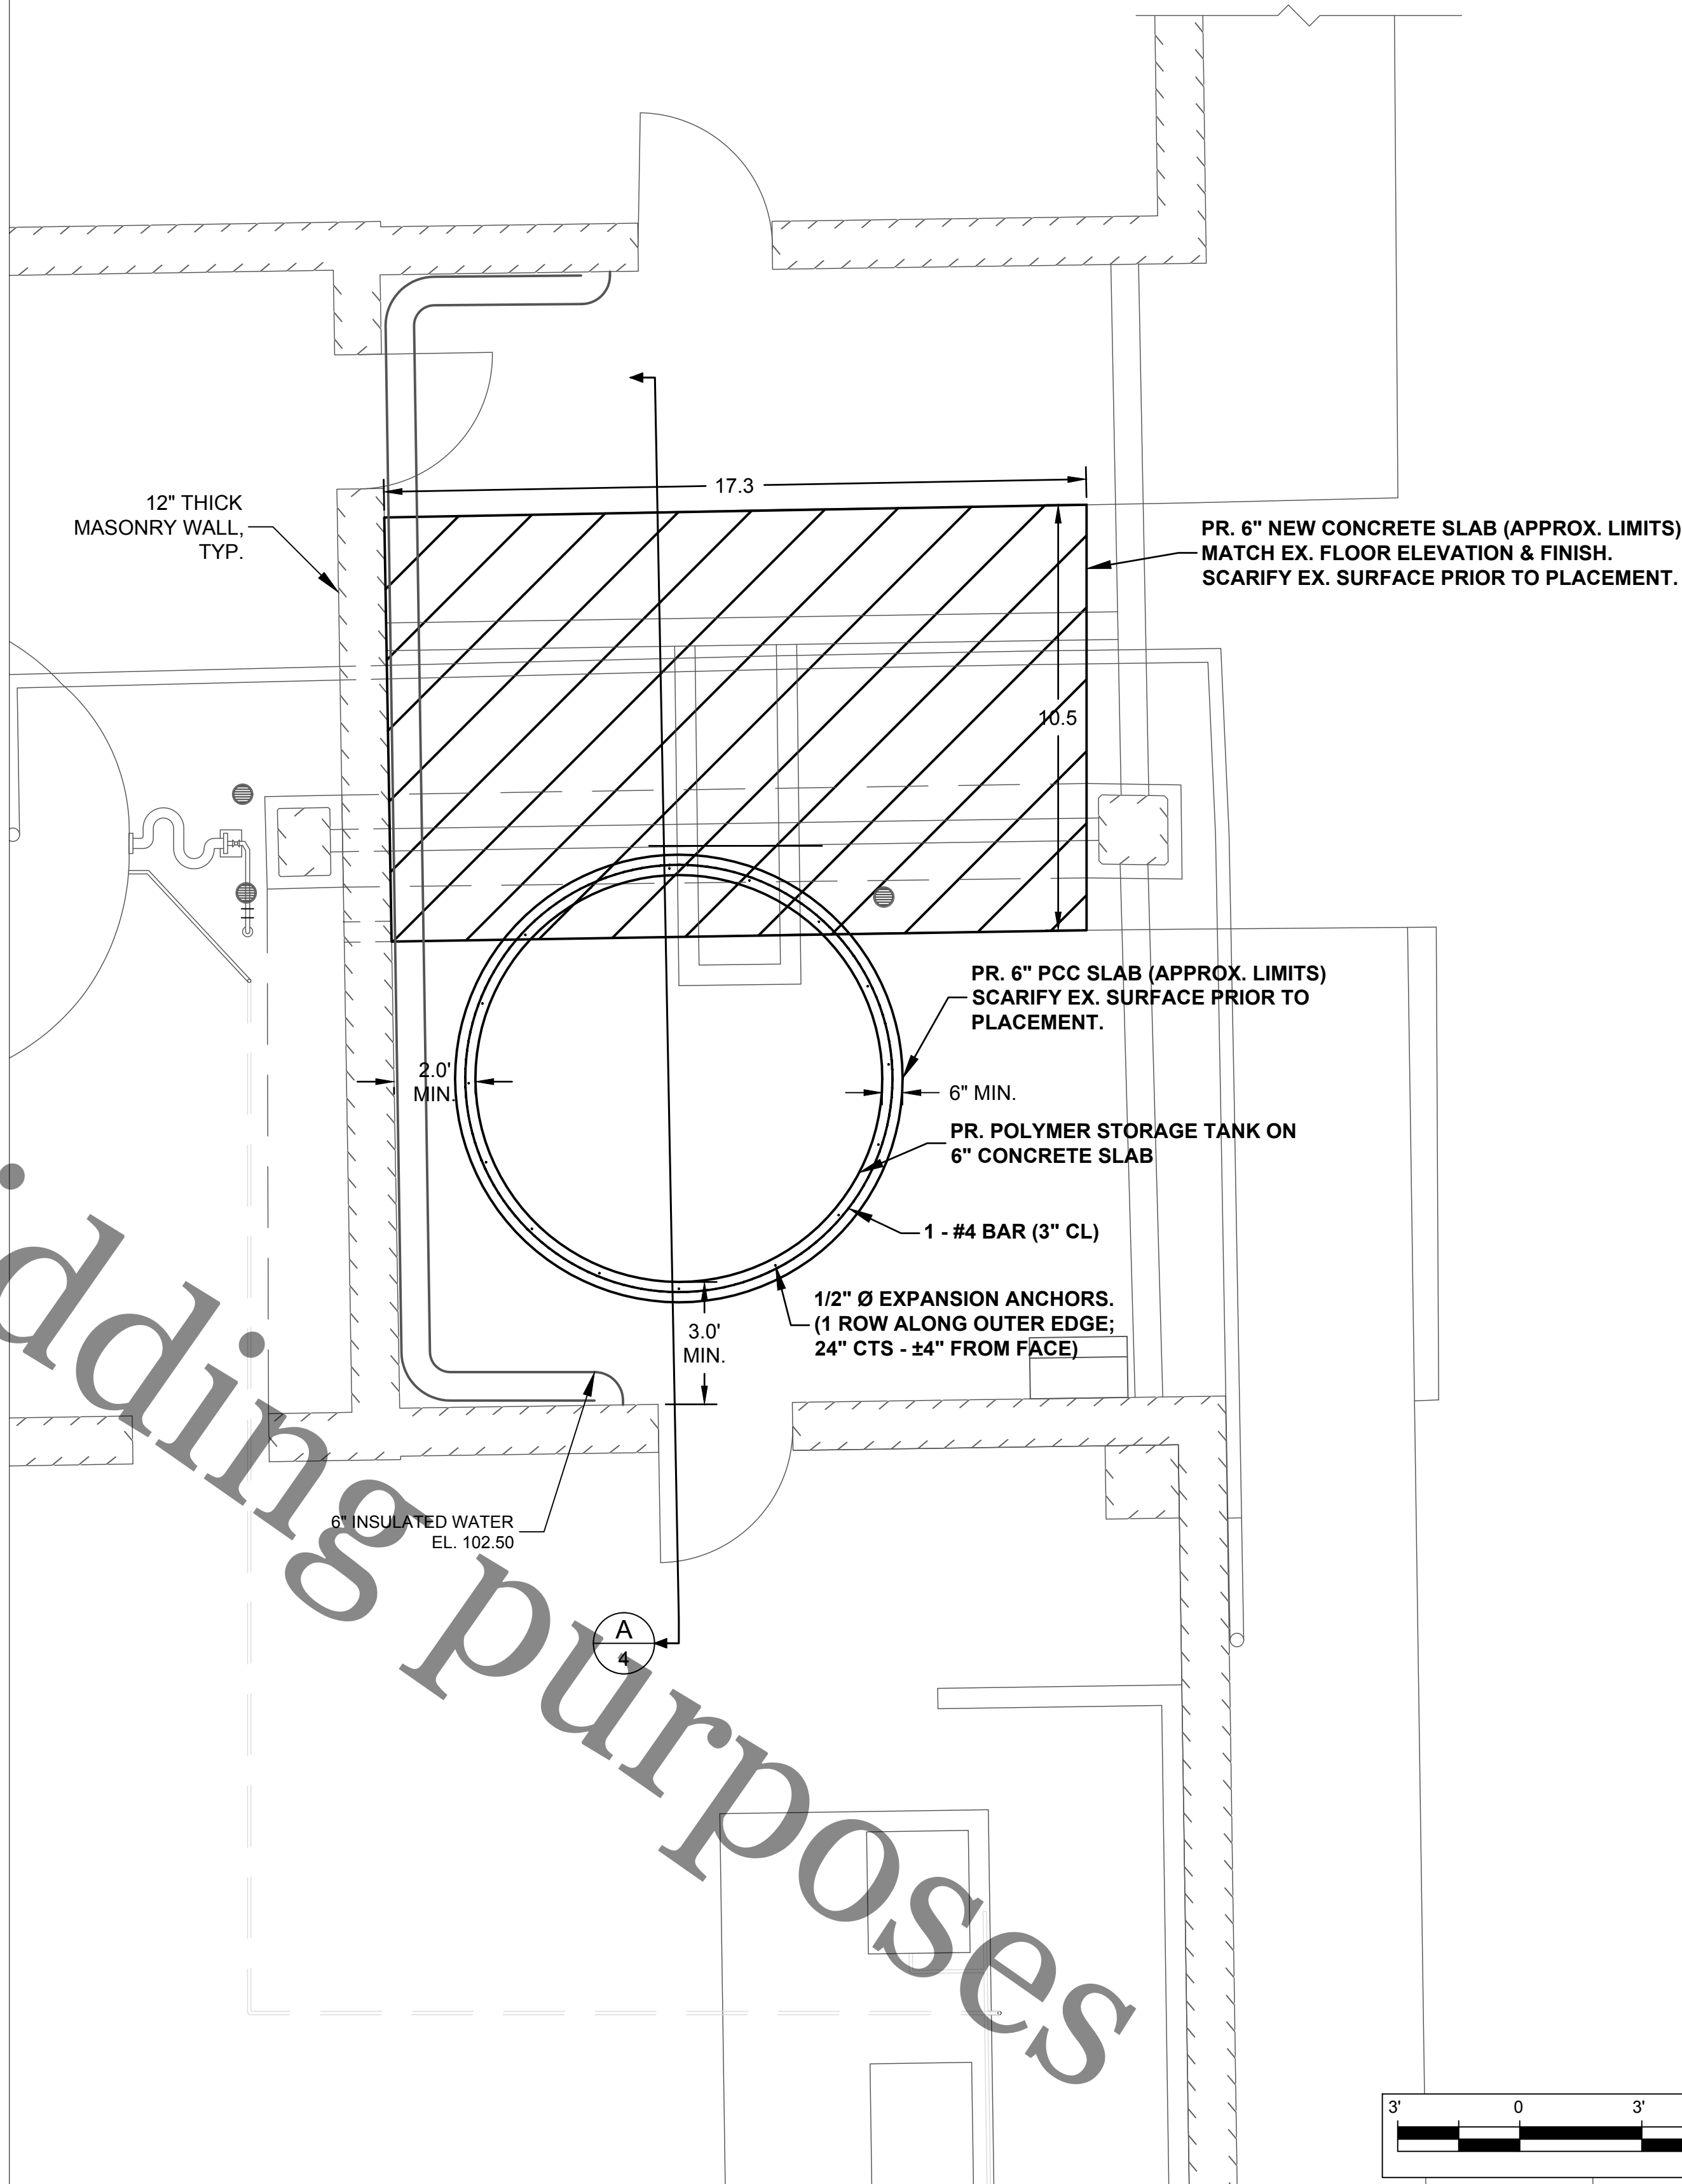 17.3
12" THICK
MASONRY WALL,
TYP.
PR. 6" NEW CONCRETE SLAB (APPROX. LIMITS)
MATCH EX. FLOOR ELEVATION & FINISH.
SCARIFY EX. SURFACE PRIOR TO PLACEMENT.
10.5
PR. 6" PCC SLAB (APPROX. LIMITS)
SCARIFY EX. SURFACE PRIOR TO
PLACEMENT.
2.0'
MIN.
6" MIN.
PR. POLYMER STORAGE TANK ON
6" CONCRETE SLAB
1 - #4 BAR (3" CL)
1/2" Ø EXPANSION ANCHORS.
(1 ROW ALONG OUTER EDGE;
24" CTS - ±4" FROM FACE)
3.0'
MIN.
6" INSULATED WATER
EL. 102.50
A
4
idding purposes
3' 0 3'